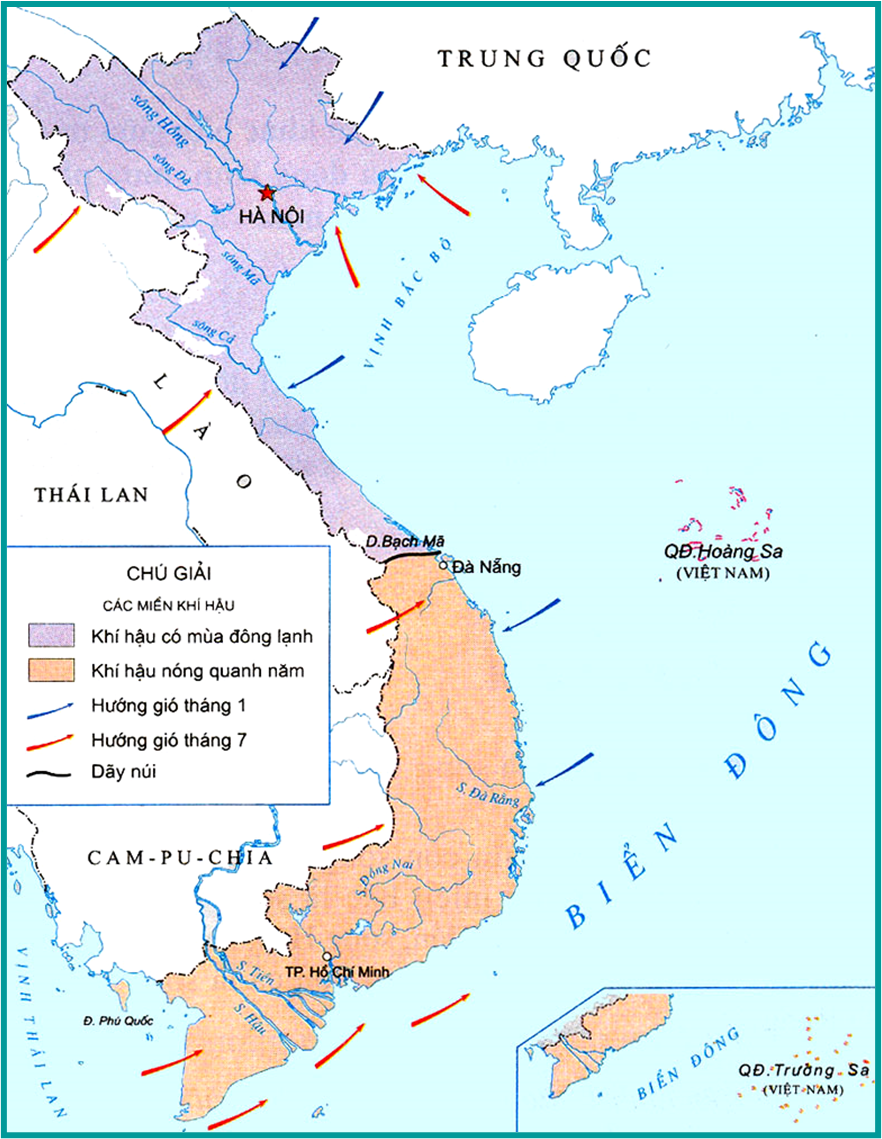 TRUNG QUỐC
sông Hồng
sông Đà
HÀ NÔI
sông Mã
VỊNH BẮC BỘ
sông Cả
LÀO
THÁI LAN
D.Bạch Mã
Đà Nẵng
QĐ.Hoàng Sa
(VIỆT NAM)
CHÚ GIẢI
CÁC MIỀN KHÍ HẬU
Khí hậu có mùa đông lạnh
Khí hậu nóng quanh năm
Hướng gió tháng 1
Hướng gió tháng 7
Dãy núi
BIỂN ĐÔNG
S. Đà Rằng
CAM-PU-CHIA
S.Đồng Nai
TP. Hồ Chí Minh
S. Tiền
S. Hậu
Đ. Phú Quốc
VỊNH THÁI LAN
BIỂN ĐÔNG
QĐ.Trường Sa
(VIỆT NAM)